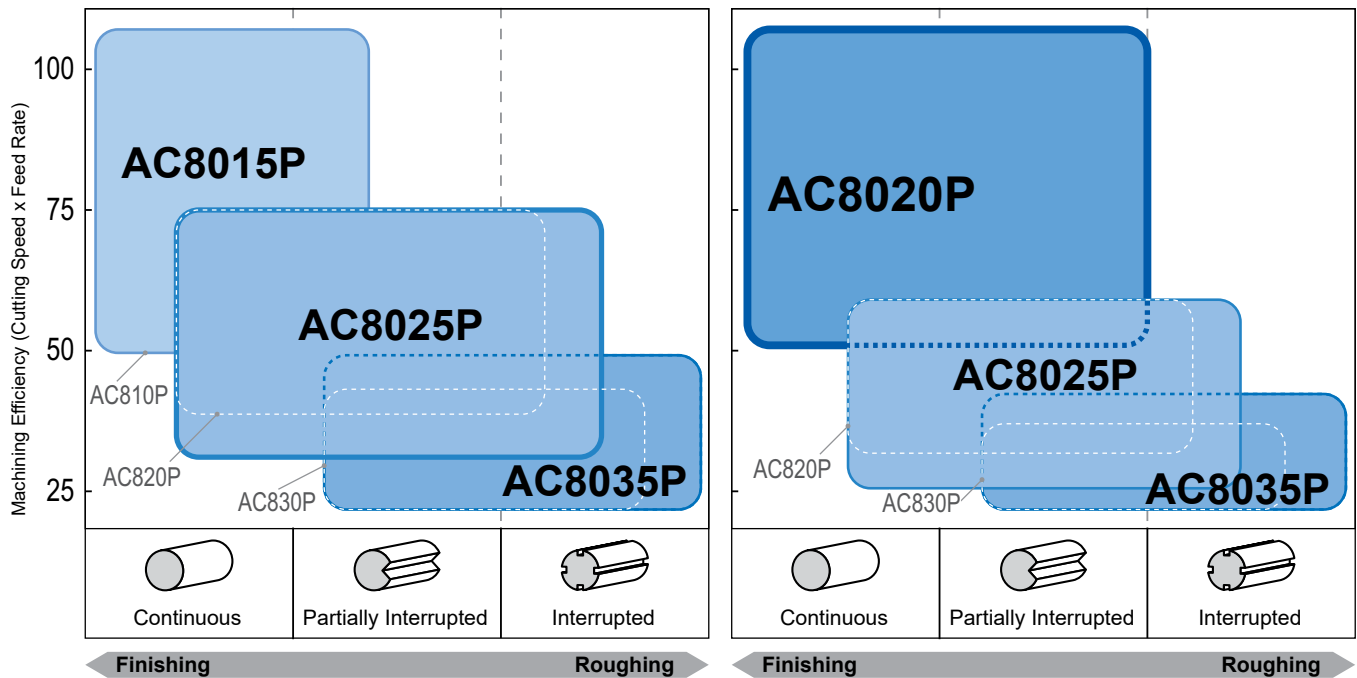 Machining Efficiency (Cutting Speed x Feed Rate)
100
75
50
25
AC8015P
AC8025P
AC8035P
AC810P
AC820P
AC830P
Continuous
Partially Interrupted
Interrupted
Finishing
Roughing
AC8020P
AC8025P
AC8035P
AC820P
AC830P
Continuous
Partially Interrupted
Interrupted
Finishing
Roughing